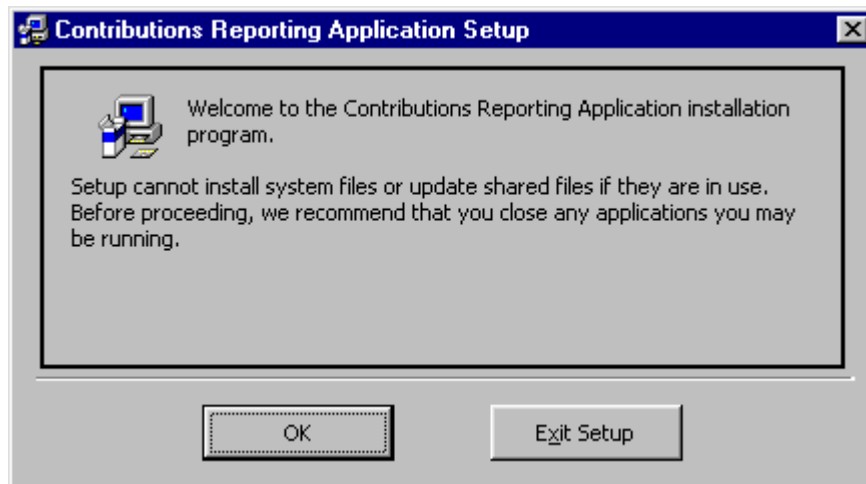 Contributions Reporting Application Setup
Welcome to the Contributions Reporting Application installation
program.
Setup cannot install system files or update shared files if they are in use.
Before proceeding, we recommend that you close any applications you may
be running.
OK
Exit Setup